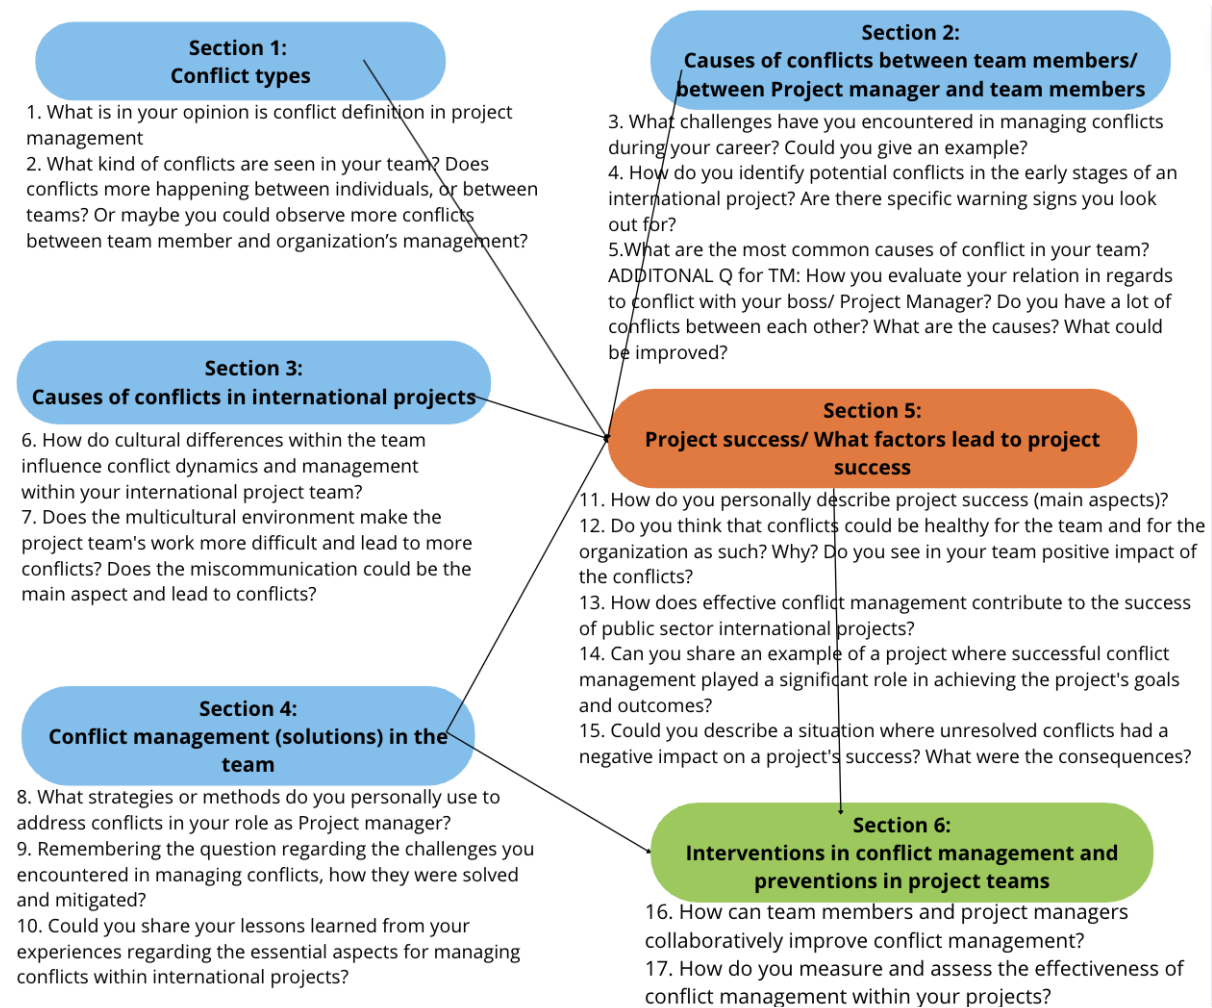 Section 1:
Conflict types
1. What is in your opinion is conflict definition in project
management
2. What kind of conflicts are seen in your team? Does
conflicts more happening between individuals, or between
teams? Or maybe you could observe more conflicts
between team member and organization’s management?
Section 2:
Causes of conflicts between team members/
between Project manager and team members
3. What challenges have you encountered in managing conflicts
during your career? Could you give an example?
4. How do you identify potential conflicts in the early stages of an
international project? Are there specific warning signs you look
out for?
5.What are the most common causes of conflict in your team?
ADDITONAL Q for TM: How you evaluate your relation in regards
to conflict with your boss/ Project Manager? Do you have a lot of
conflicts between each other? What are the causes? What could
be improved?
Section 3:
Causes of conflicts in international projects
6. How do cultural differences within the team
influence conflict dynamics and management
within your international project team?
7. Does the multicultural environment make the
project team's work more difficult and lead to more
conflicts? Does the miscommunication could be the
main aspect and lead to conflicts?
Section 4:
Conflict management (solutions) in the
team
8. What strategies or methods do you personally use to
address conflicts in your role as Project manager?
9. Remembering the question regarding the challenges you
encountered in managing conflicts, how they were solved
and mitigated?
10. Could you share your lessons learned from your
experiences regarding the essential aspects for managing
conflicts within international projects?
Section 5:
Project success/ What factors lead to project
success
11. How do you personally describe project success (main aspects)?
12. Do you think that conflicts could be healthy for the team and for the
organization as such? Why? Do you see in your team positive impact of
the conflicts?
13. How does effective conflict management contribute to the success
of public sector international projects?
14. Can you share an example of a project where successful conflict
management played a significant role in achieving the project's goals
and outcomes?
15. Could you describe a situation where unresolved conflicts had a
negative impact on a project's success? What were the consequences?
Section 6:
Interventions in conflict management and
preventions in project teams
16. How can team members and project managers
collaboratively improve conflict management?
17. How do you measure and assess the effectiveness of
conflict management within your projects?